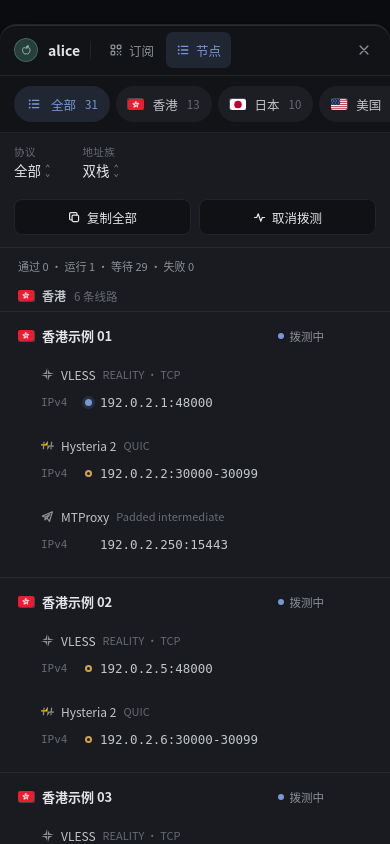 alice 订阅 节点
全部 31 香港 13 日本 10 美国
协议 地址族
全部 双栈
复制全部 取消拨测
通过 0 · 运行 1 · 等待 29 · 失败 0
香港 6 条线路
香港示例 01 拨测中
VLESS REALITY · TCP
IPv4 192.0.2.1:48000
Hysteria 2 QUIC
IPv4 192.0.2.2:30000-30099
MTProxy Padded intermediate
IPv4 192.0.2.250:15443
香港示例 02 拨测中
VLESS REALITY · TCP
IPv4 192.0.2.5:48000
Hysteria 2 QUIC
IPv4 192.0.2.6:30000-30099
香港示例 03 拨测中
VLESS REALITY · TCP